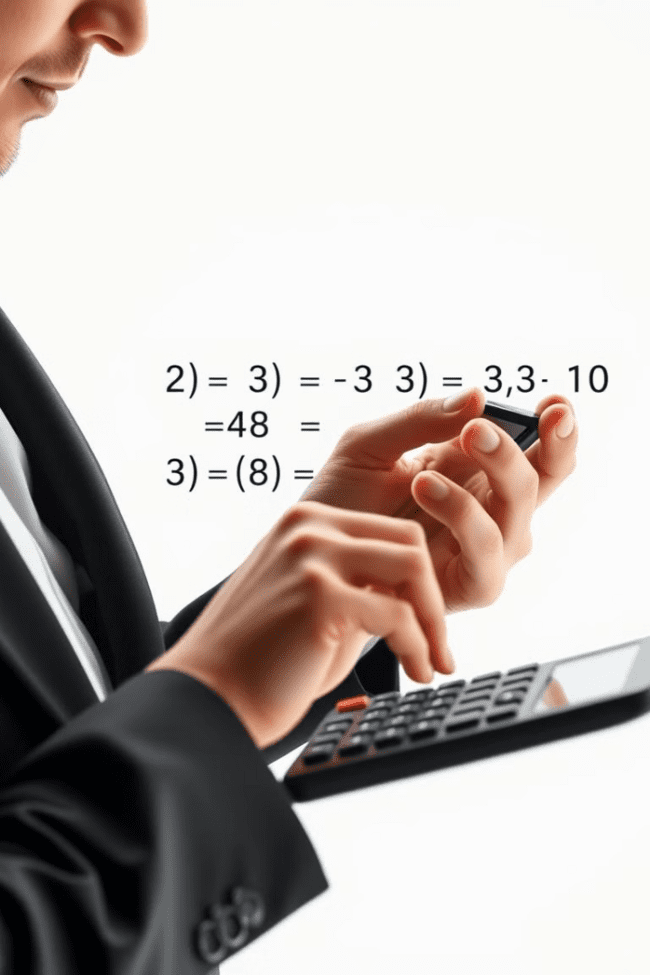 2) = 3) = -3 3) = 3,3· 10
=48 =
3) = (8) =